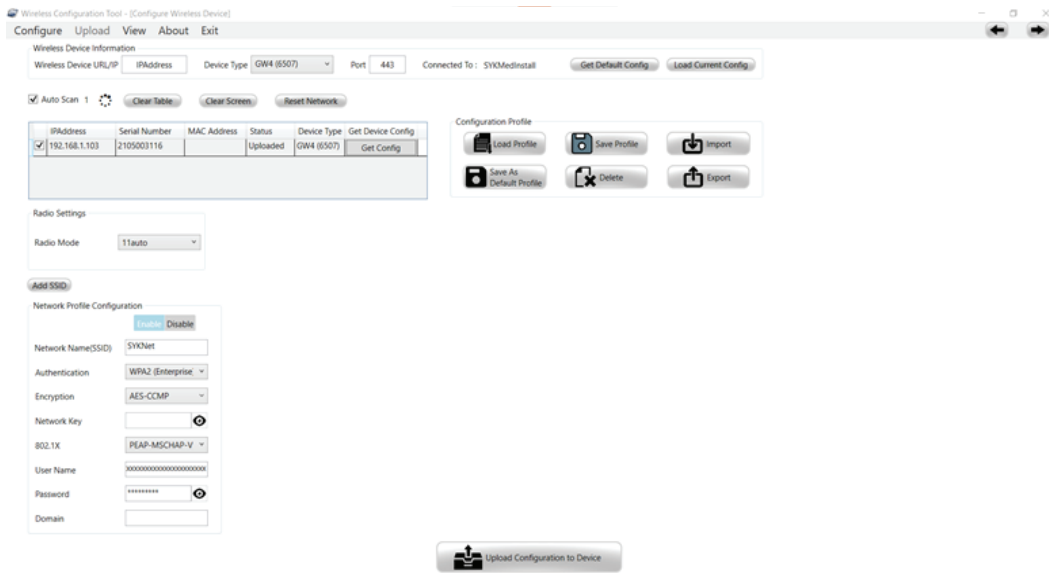 Wireless Configuration Tool - [Configure Wireless Device]
Configure Upload View About Exit
Wireless Device Information
Wireless Device URL/IP IPAddress Device Type GW4 (6507) Port 443 Connected To : SYKMedInstall Get Default Config Load Current Config
Auto Scan 1 Clear Table Clear Screen Reset Network
IPAddress Serial Number MAC Address Status Device Type Get Device Config
192.168.1.103 2105003116 Uploaded GW4 (6507) Get Config
Configuration Profile
Load Profile Save Profile Import
Save As
Default Profile Delete Export
Radio Settings
Radio Mode 11auto
Add SSID
Network Profile Configuration
Enable Disable
Network Name(SSID) SYKNet
Authentication WPA2 (Enterprise
Encryption AES-CCMP
Network Key
802.1X PEAP-MSCHAP-V
User Name xxxxxxxxxxxxxxxxxxxxxx
Password *********
Domain
Upload Configuration to Device